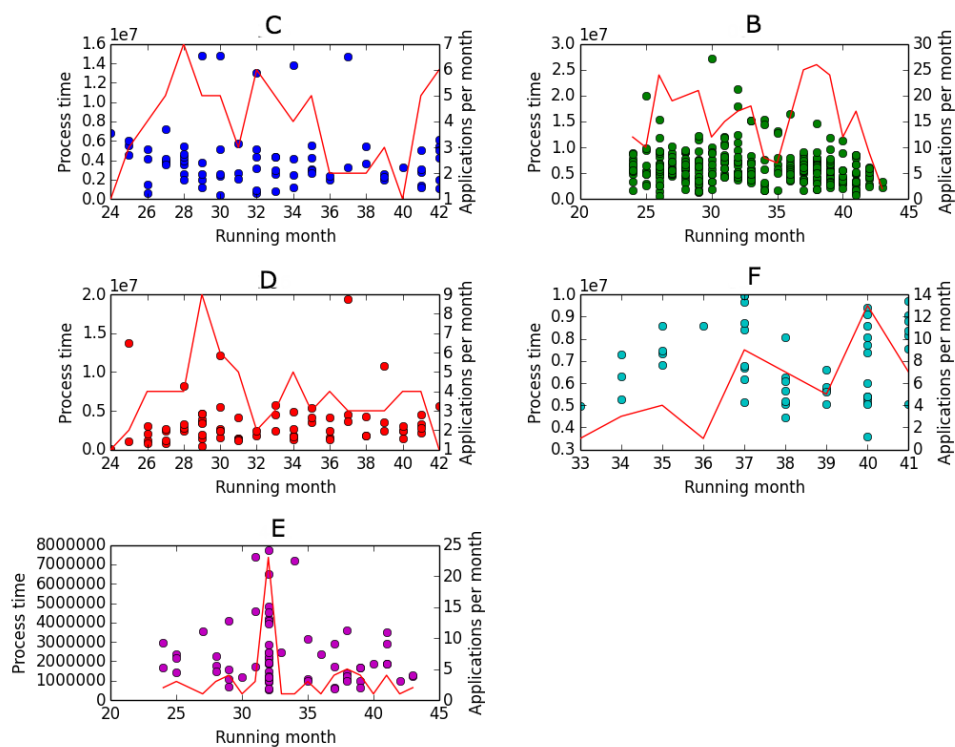 C
1e7
1.6
1.4
1.2
1.0
0.8
0.6
0.4
0.2
0.0
Process time
24 26 28 30 32 34 36 38 40 42
Running month
7
6
5
4
3
2
1
Applications per month
B
1e7
3.0
2.5
2.0
1.5
1.0
0.5
0.0
Process time
20 25 30 35 40 45
Running month
30
25
20
15
10
5
0
Applications per month
D
1e7
2.0
1.5
1.0
0.5
0.0
Process time
24 26 28 30 32 34 36 38 40 42
Running month
9
8
7
6
5
4
3
2
1
Applications per month
F
1e7
1.0
0.9
0.8
0.7
0.6
0.5
0.4
0.3
Process time
33 34 35 36 37 38 39 40 41
Running month
14
12
10
8
6
4
2
0
Applications per month
E
8000000
7000000
6000000
5000000
4000000
3000000
2000000
1000000
0
Process time
20 25 30 35 40 45
Running month
25
20
15
10
5
0
Applications per month